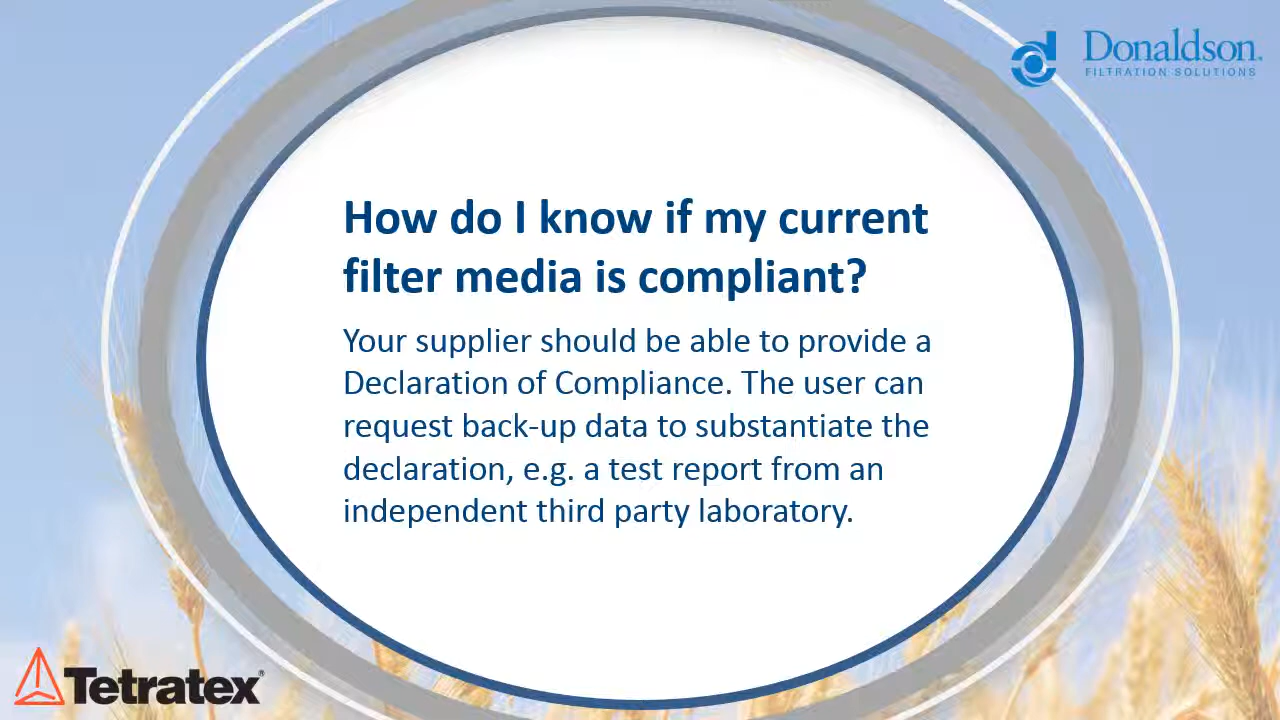 Donaldson.
FILTRATION SOLUTIONS
How do I know if my current
filter media is compliant?
Your supplier should be able to provide a
Declaration of Compliance. The user can
request back-up data to substantiate the
declaration, e.g. a test report from an
independent third party laboratory.
Tetratex®